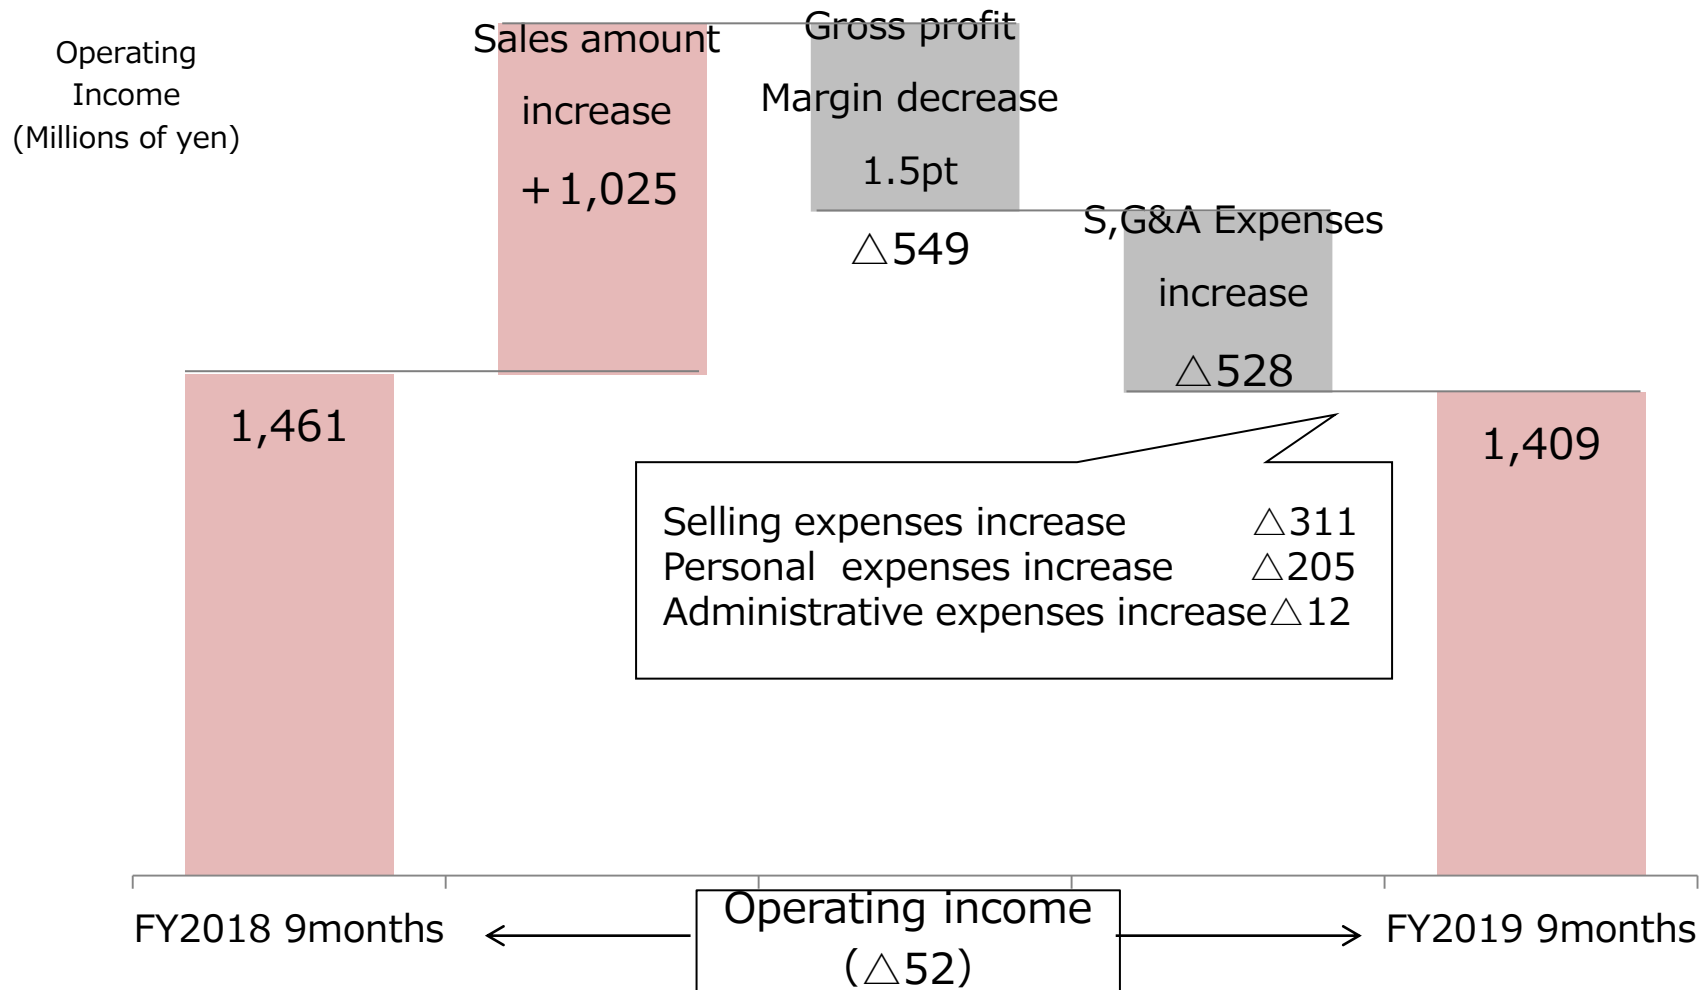 Operating
Income
(Millions of yen)
Sales amount
increase
＋1,025
Gross profit
Margin decrease
1.5pt
△549
S,G&A Expenses
increase
△528
1,461
1,409
Selling expenses increase △311
Personal expenses increase △205
Administrative expenses increase△12
FY2018 9months
Operating income
(△52)
FY2019 9months